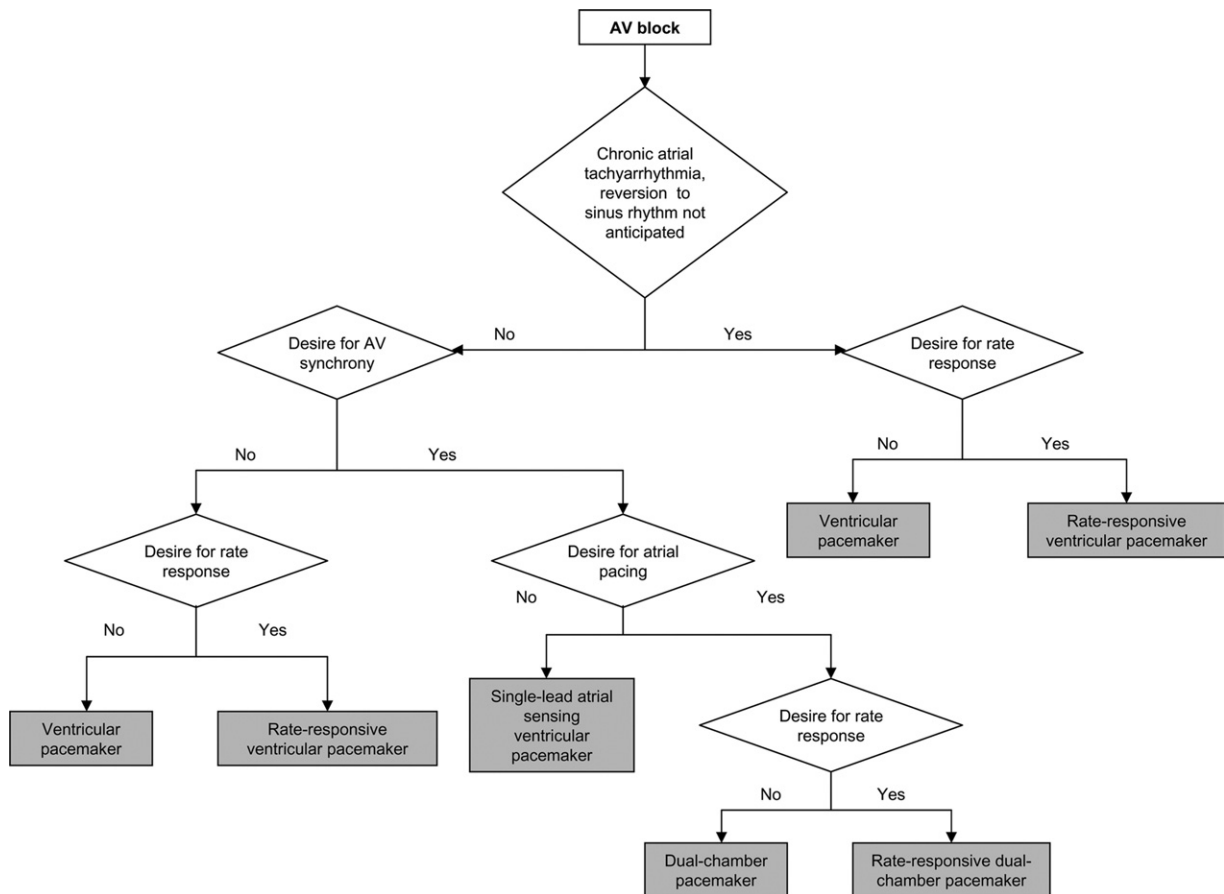 AV block
Chronic atrial
tachyarrhythmia,
reversion to
sinus rhythm not
anticipated
No
Yes
Desire for AV
synchrony
Desire for rate
response
No
Yes
No
Yes
Ventricular
pacemaker
Rate-responsive
ventricular pacemaker
Desire for rate
response
Desire for atrial
pacing
No
Yes
No
Yes
Ventricular
pacemaker
Rate-responsive
ventricular pacemaker
Single-lead atrial
sensing
ventricular
pacemaker
Desire for rate
response
No
Yes
Dual-chamber
pacemaker
Rate-responsive dual-
chamber pacemaker